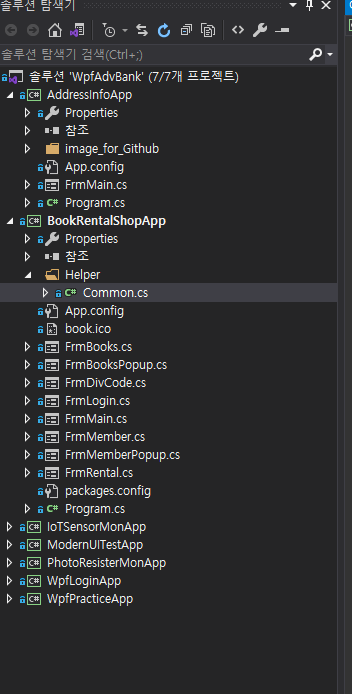 솔루션 탐색기
솔루션 탐색기 검색(Ctrl+;)
솔루션 'WpfAdvBank' (7/7개 프로젝트)
AddressInfoApp
Properties
참조
image_for_Github
App.config
FrmMain.cs
Program.cs
BookRentalShopApp
Properties
참조
Helper
Common.cs
App.config
book.ico
FrmBooks.cs
FrmBooksPopup.cs
FrmDivCode.cs
FrmLogin.cs
FrmMain.cs
FrmMember.cs
FrmMemberPopup.cs
FrmRental.cs
packages.config
Program.cs
IoTSensorMonApp
ModernUITestApp
PhotoResisterMonApp
WpfLoginApp
WpfPracticeApp